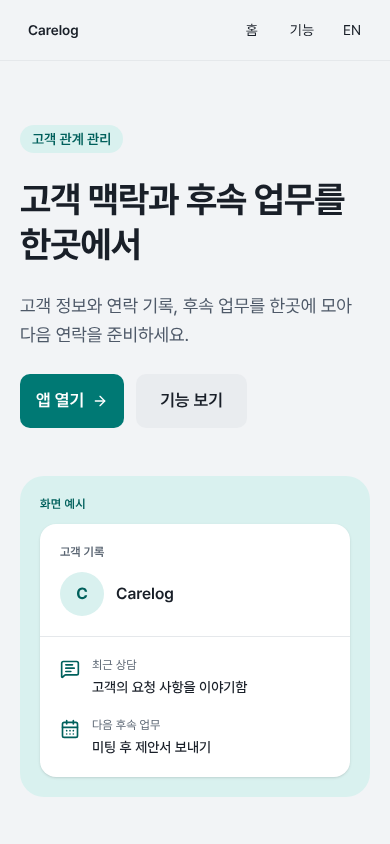 Carelog
홈
기능
EN
고객 관계 관리
고객 맥락과 후속 업무를
한곳에서
고객 정보와 연락 기록, 후속 업무를 한곳에 모아
다음 연락을 준비하세요.
앱 열기 →
기능 보기
화면 예시
고객 기록
C
Carelog
최근 상담
고객의 요청 사항을 이야기함
다음 후속 업무
미팅 후 제안서 보내기